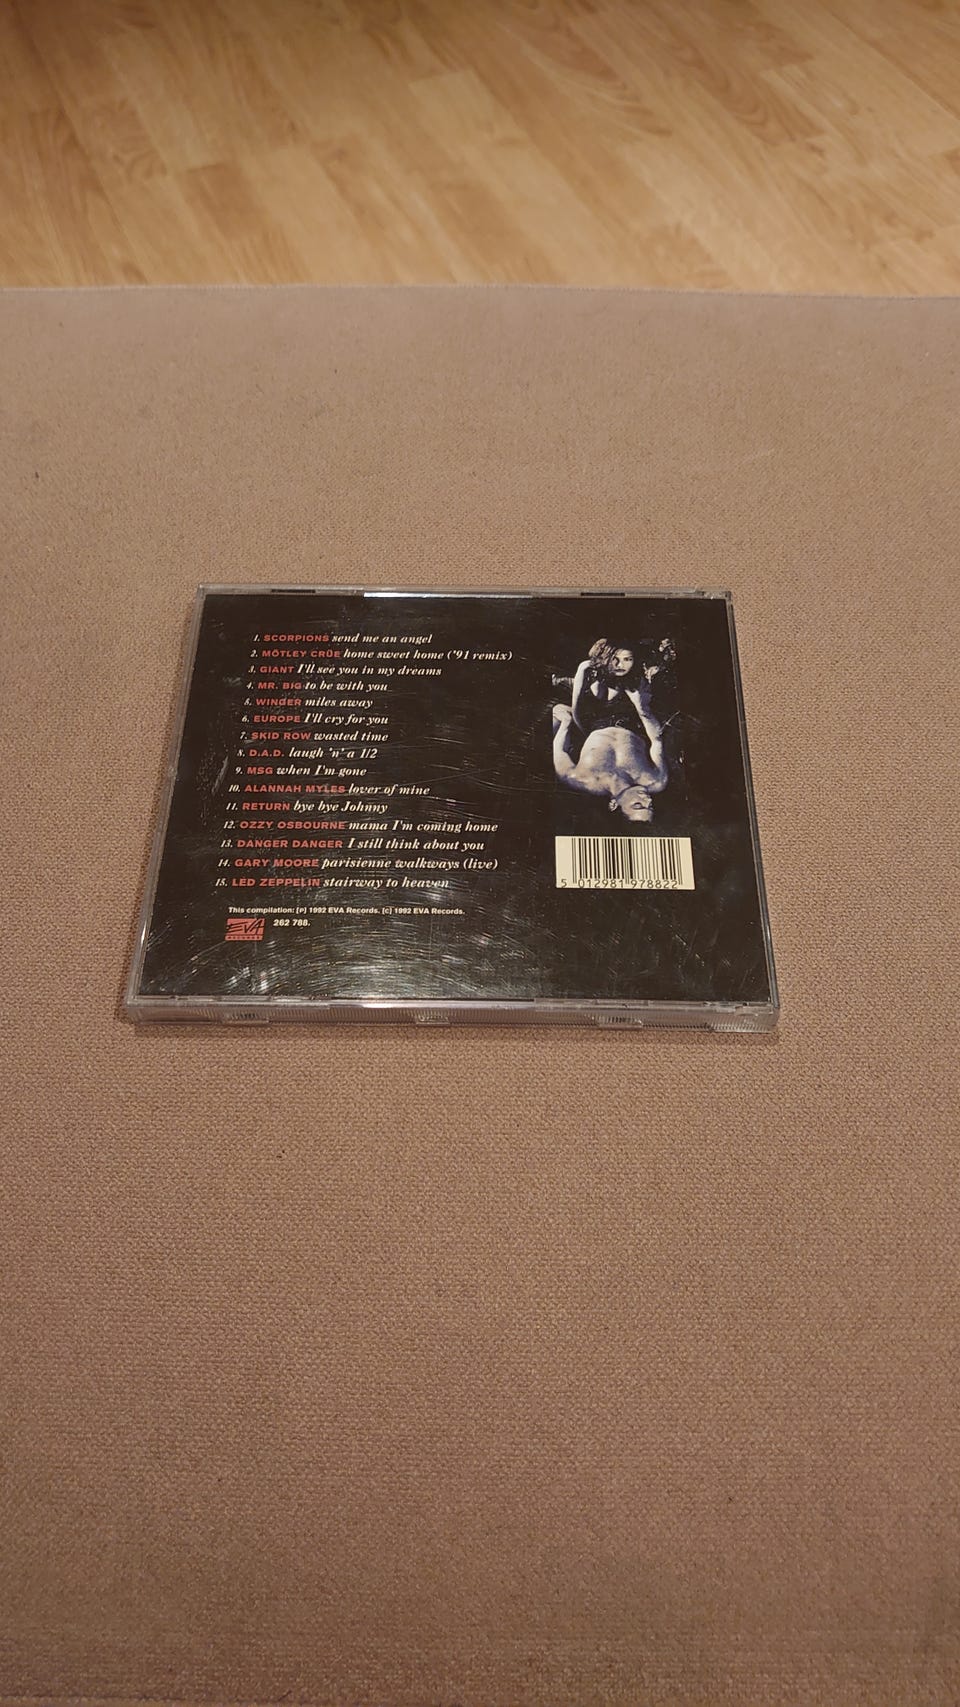 1. SCORPIONS send me an angel
2. MÖTLEY CRÜE home sweet home ('91 remix)
3. GIANT I'll see you in my dreams
4. MR. BIG to be with you
5. WINGER miles away
6. EUROPE I'll cry for you
7. SKID ROW wasted time
8. D.A.D. laugh 'n' a 1/2
9. MSG when I'm gone
10. ALANNAH MYLES lover of mine
11. RETURN bye bye Johnny
12. OZZY OSBOURNE mama I'm coming home
13. DANGER DANGER I still think about you
14. GARY MOORE parisienne walkways (live)
15. LED ZEPPELIN stairway to heaven
This compilation: [P] 1992 EVA Records. [C] 1992 EVA Records.
EVA RECORDS 262 788.
5 012981 978822